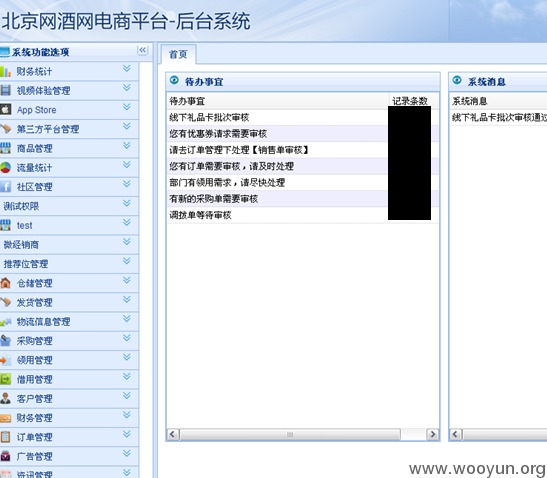 北京网酒网电商平台-后台系统
系统功能选项
财务统计
视频体验管理
App Store
第三方平台管理
商品管理
流量统计
社区管理
测试权限
test
微经销商
推荐位管理
仓储管理
发货管理
物流信息管理
采购管理
领用管理
借用管理
客户管理
财务管理
订单管理
广告管理
资讯管理
首页
待办事宜
待办事宜 记录条数
线下礼品卡批次审核
您有优惠券请求需要审核
请去订单管理下处理【销售单审核】
您有订单需要审核，请及时处理
部门有领用需求，请尽快处理
有新的采购单需要审核
调拨单等待审核
系统消息
系统消息
线下礼品卡批次审核通过
www.wooyun.org